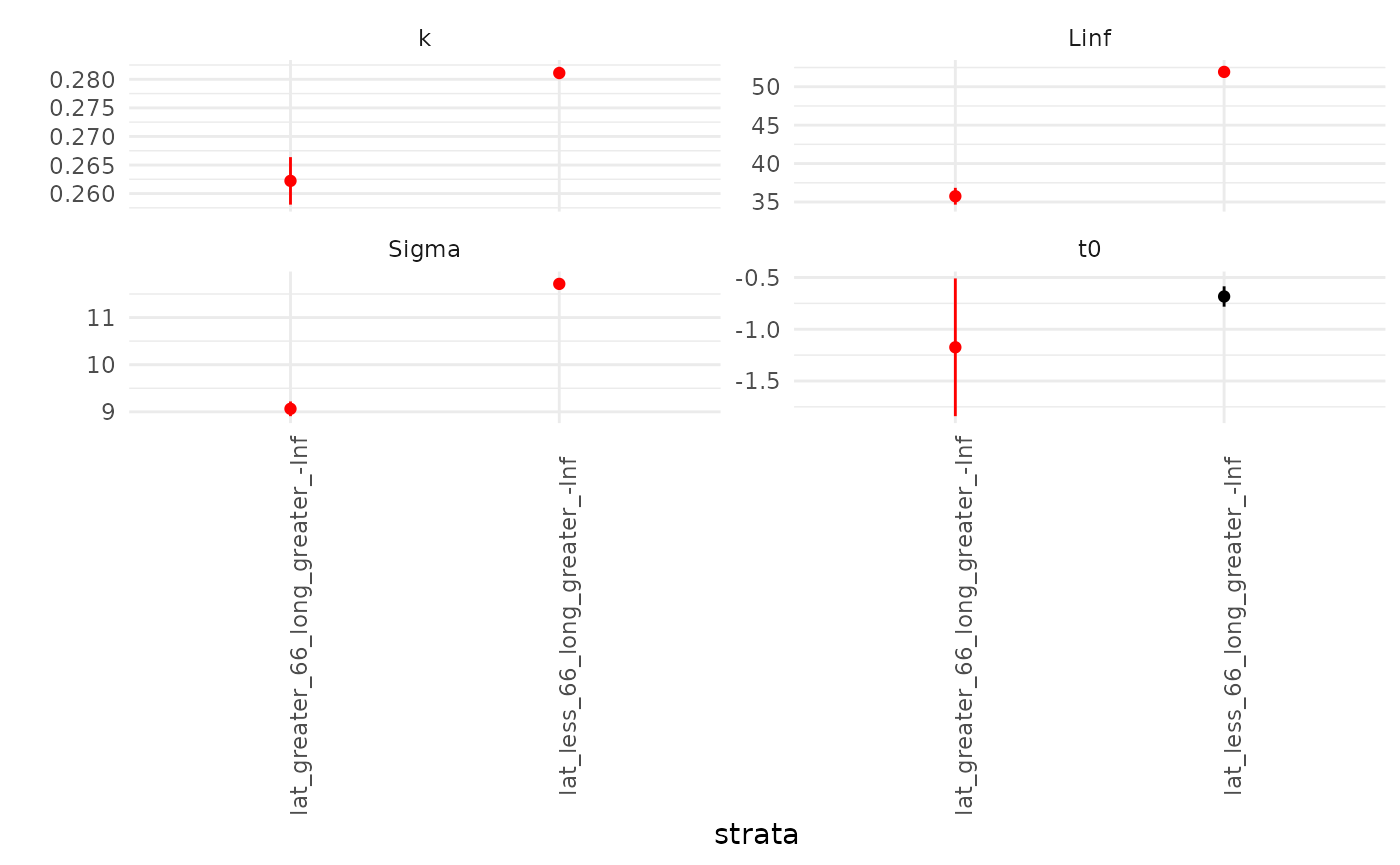 k
0.280
0.275
0.270
0.265
0.260
Linf
50
45
40
35
Sigma
11
10
9
t0
-0.5
-1.0
-1.5
lat_greater_66_long_greater_-Inf
lat_less_66_long_greater_-Inf
lat_greater_66_long_greater_-Inf
lat_less_66_long_greater_-Inf
strata